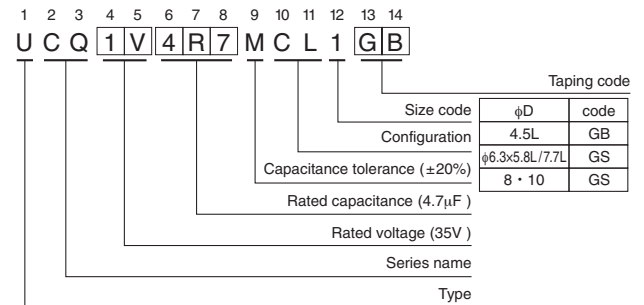 1 2 3 4 5 6 7 8 9 10 11 12 13 14
U C Q 1 V 4 R 7 M C L 1 G B
Taping code
φD code
4.5L GB
φ6.3×5.8L/7.7L GS
8・10 GS
Size code
Configuration
Capacitance tolerance (±20%)
Rated capacitance (4.7μF )
Rated voltage (35V )
Series name
Type